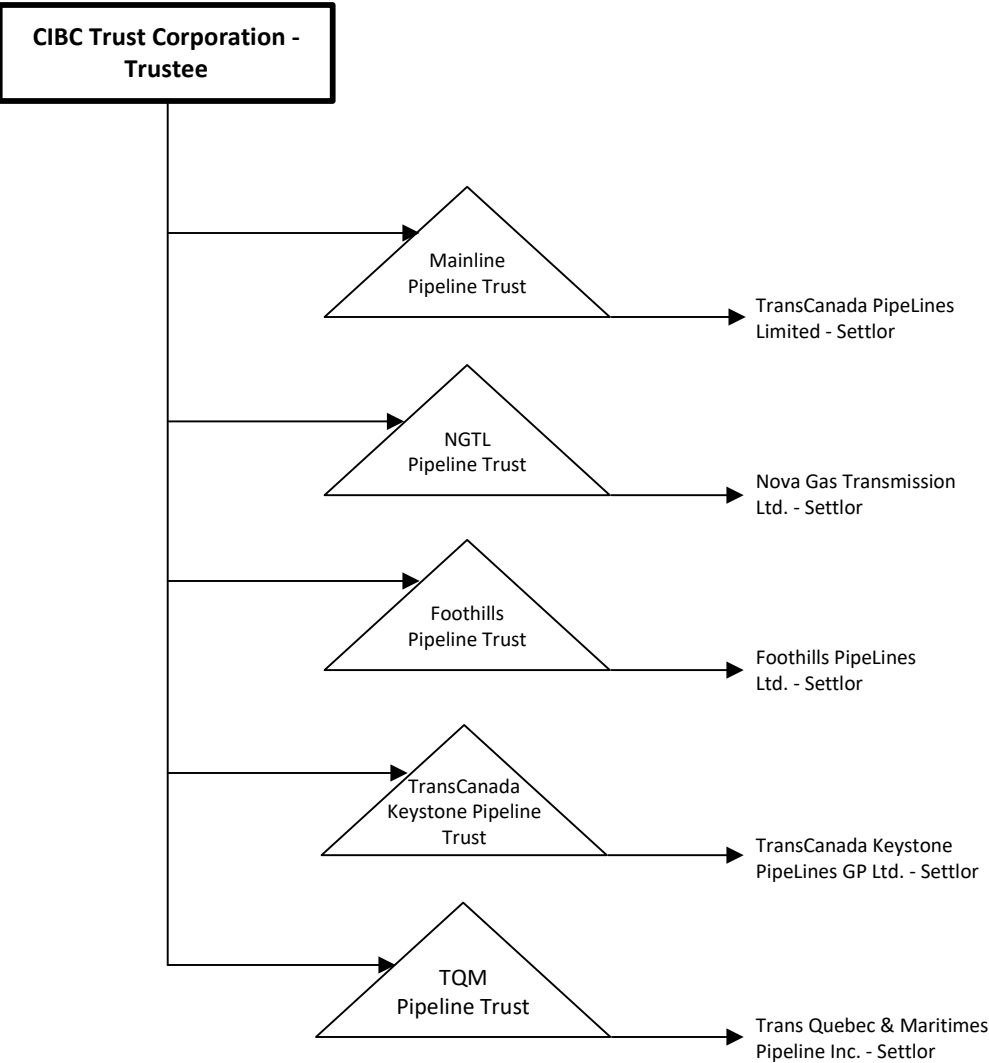 CIBC Trust Corporation -
Trustee
Mainline
Pipeline Trust
TransCanada PipeLines
Limited - Settlor
NGTL
Pipeline Trust
Nova Gas Transmission
Ltd. - Settlor
Foothills
Pipeline Trust
Foothills PipeLines
Ltd. - Settlor
TransCanada
Keystone Pipeline
Trust
TransCanada Keystone
PipeLines GP Ltd. - Settlor
TQM
Pipeline Trust
Trans Quebec & Maritimes
Pipeline Inc. - Settlor